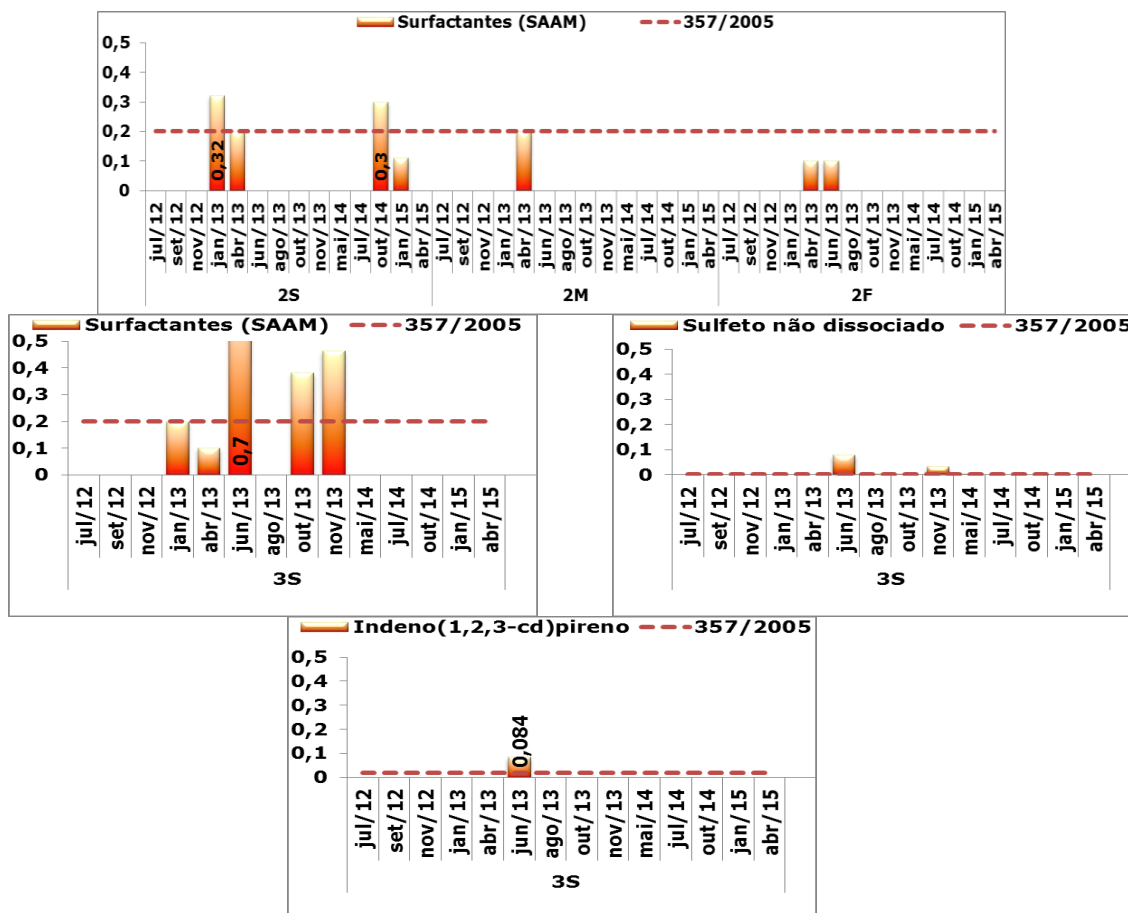 Surfactantes (SAAM) 357/2005
0,5
0,4
0,3
0,2
0,1
0
0,32
0,3
jul/12 set/12 nov/12 jan/13 abr/13 jun/13 ago/13 out/13 nov/13 mai/14 jul/14 out/14 jan/15 abr/15 jul/12 set/12 nov/12 jan/13 abr/13 jun/13 ago/13 out/13 nov/13 mai/14 jul/14 out/14 jan/15 abr/15 jul/12 set/12 nov/12 jan/13 abr/13 jun/13 ago/13 out/13 nov/13 mai/14 jul/14 out/14 jan/15 abr/15
2S 2M 2F
Surfactantes (SAAM) 357/2005
0,5
0,4
0,3
0,2
0,1
0
0,7
jul/12 set/12 nov/12 jan/13 abr/13 jun/13 ago/13 out/13 nov/13 mai/14 jul/14 out/14 jan/15 abr/15
3S
Sulfeto não dissociado 357/2005
0,5
0,4
0,3
0,2
0,1
0
jul/12 set/12 nov/12 jan/13 abr/13 jun/13 ago/13 out/13 nov/13 mai/14 jul/14 out/14 jan/15 abr/15
3S
Indeno(1,2,3-cd)pireno 357/2005
0,5
0,4
0,3
0,2
0,1
0
0,084
jul/12 set/12 nov/12 jan/13 abr/13 jun/13 ago/13 out/13 nov/13 mai/14 jul/14 out/14 jan/15 abr/15
3S